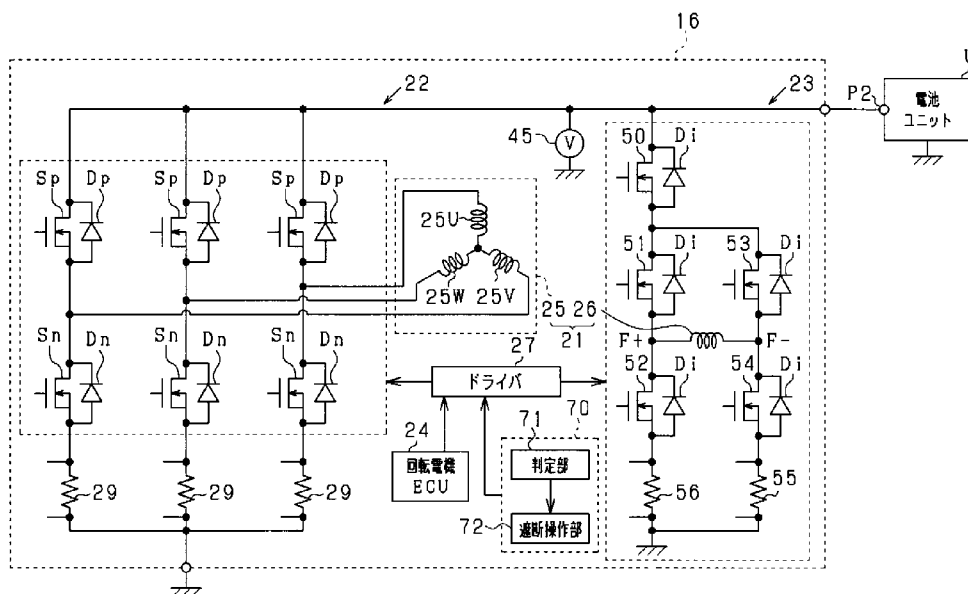 16
U
22
23
P2
電池
ユニット
45
V
50
Di
Sp
Dp
Sp
Dp
Sp
Dp
25U
51
Di
53
Di
25W
25V
25
26
21
F+
F-
Sn
Dn
Sn
Dn
Sn
Dn
27
ドライバ
52
Di
54
Di
24
回転電機
ECU
71
70
判定部
29
29
29
72
遮断操作部
56
55